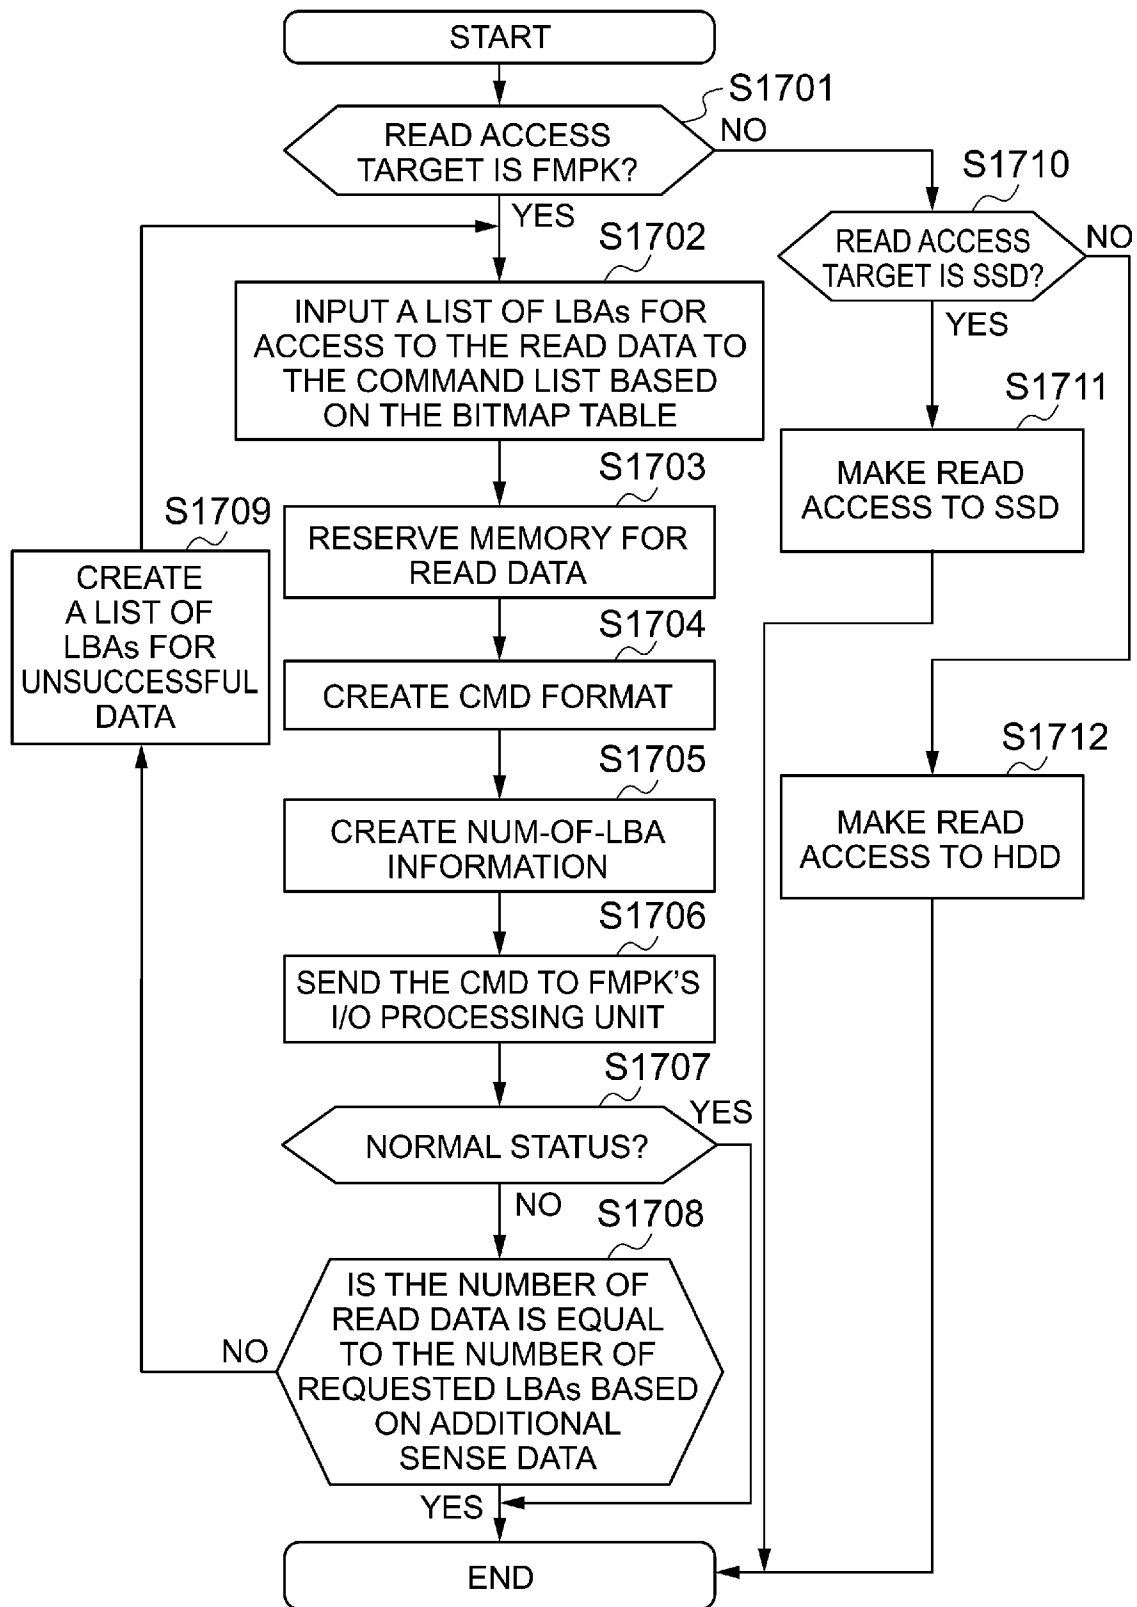 START
S1701
READ ACCESS
TARGET IS FMPK?
NO
YES
S1710
READ ACCESS
TARGET IS SSD?
NO
YES
S1702
INPUT A LIST OF LBAs FOR
ACCESS TO THE READ DATA TO
THE COMMAND LIST BASED
ON THE BITMAP TABLE
S1711
MAKE READ
ACCESS TO SSD
S1703
RESERVE MEMORY FOR
READ DATA
S1709
CREATE
A LIST OF
LBAs FOR
UNSUCCESSFUL
DATA
S1704
CREATE CMD FORMAT
S1712
MAKE READ
ACCESS TO HDD
S1705
CREATE NUM-OF-LBA
INFORMATION
S1706
SEND THE CMD TO FMPK'S
I/O PROCESSING UNIT
S1707
NORMAL STATUS?
YES
NO
S1708
IS THE NUMBER OF
READ DATA IS EQUAL
TO THE NUMBER OF
REQUESTED LBAs BASED
ON ADDITIONAL
SENSE DATA
NO
YES
END